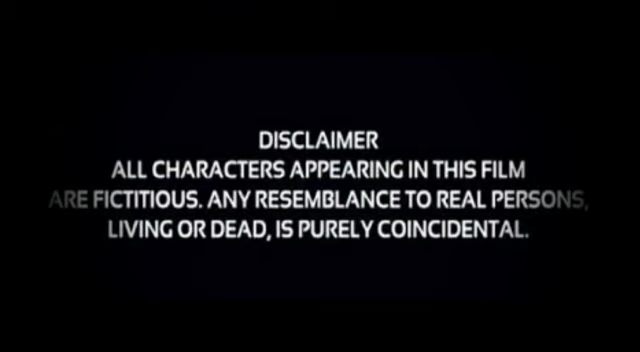 DISCLAIMER
ALL CHARACTERS APPEARING IN THIS FILM
ARE FICTITIOUS. ANY RESEMBLANCE TO REAL PERSONS,
LIVING OR DEAD, IS PURELY COINCIDENTAL.